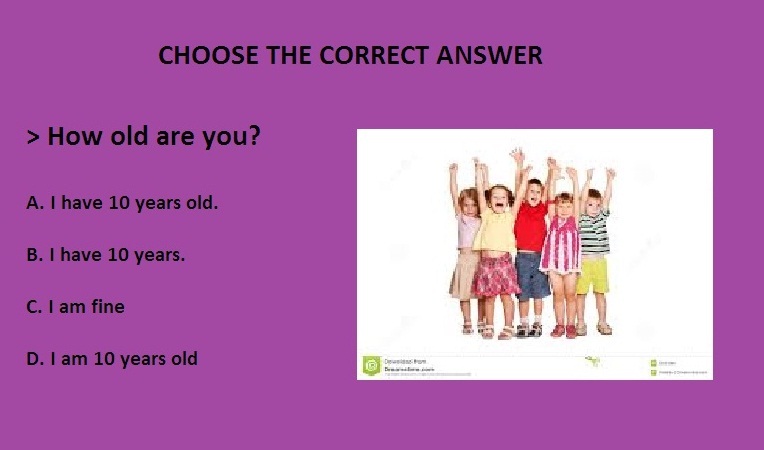 CHOOSE THE CORRECT ANSWER
> How old are you?
A. I have 10 years old.
B. I have 10 years.
C. I am fine
D. I am 10 years old
Download from
Dreamstime.com